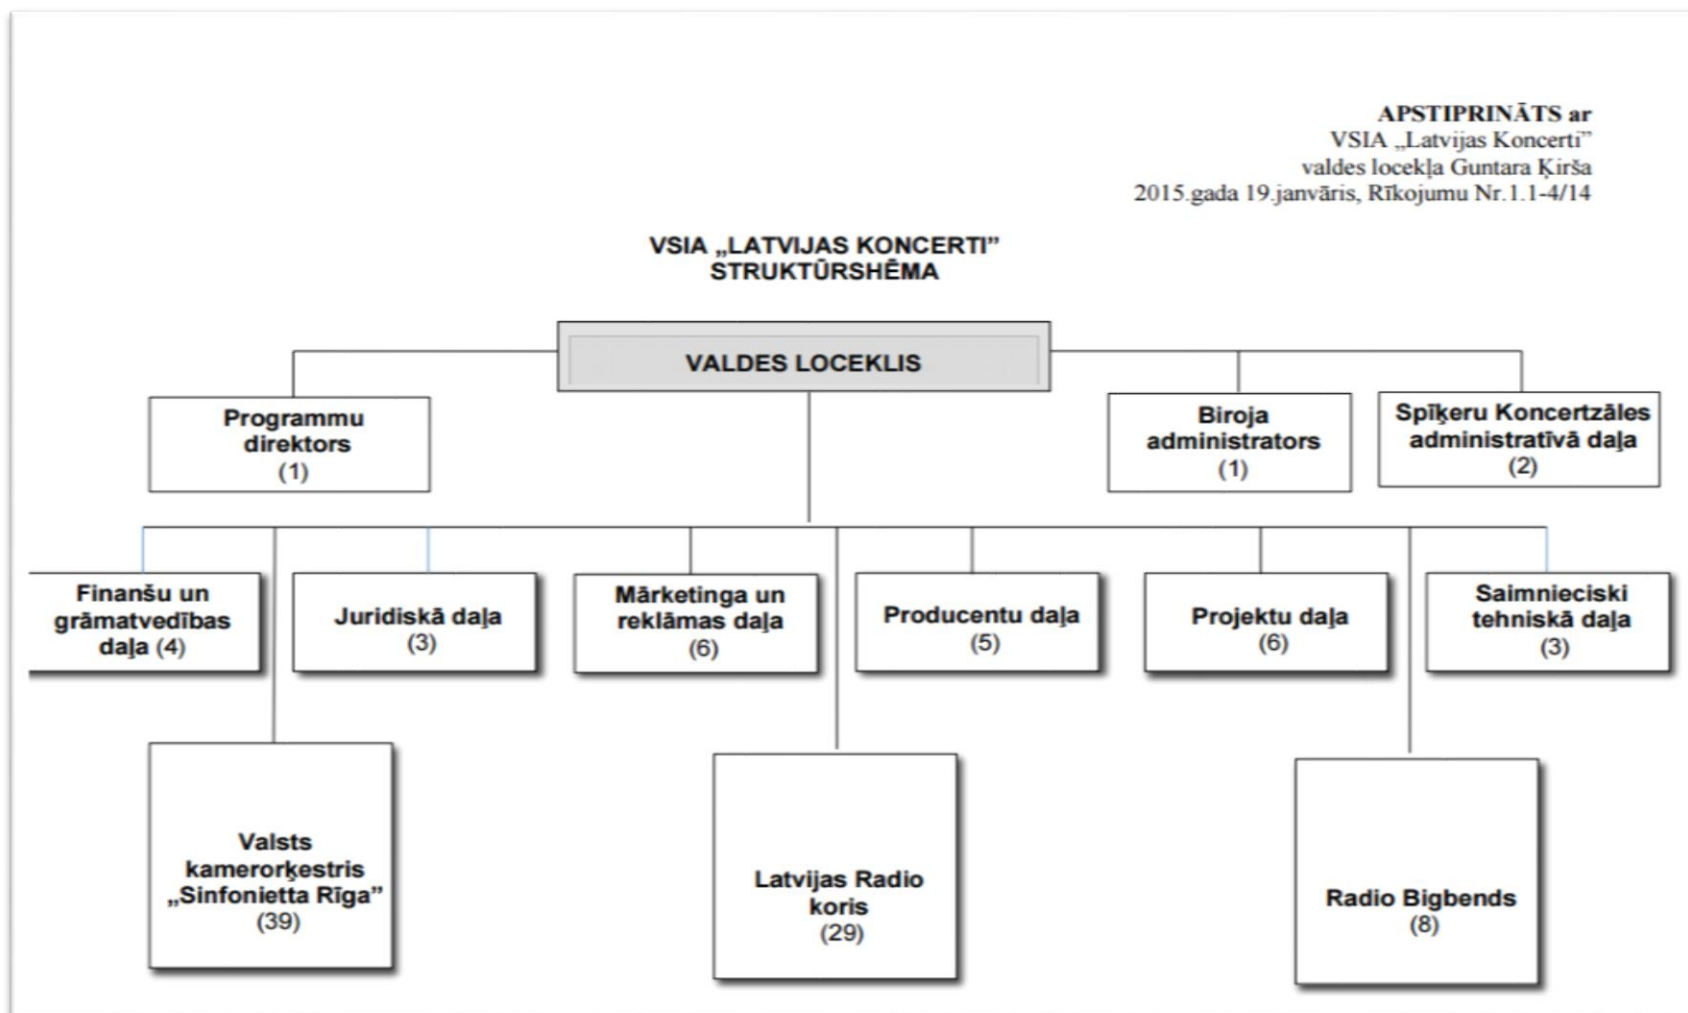 APSTIPRINĀTS ar
VSIA „Latvijas Koncerti”
valdes locekļa Guntara Ķirša
2015.gada 19.janvāris, Rīkojumu Nr.1.1-4/14
VSIA „LATVIJAS KONCERTI”
STRUKTŪRSHĒMA
VALDES LOCEKLIS
Programmu
direktors
(1)
Biroja
administrators
(1)
Spīķeru Koncertzāles
administratīvā daļa
(2)
Finanšu un
grāmatvedības
daļa (4)
Juridiskā daļa
(3)
Mārketinga un
reklāmas daļa
(6)
Producentu daļa
(5)
Projektu daļa
(6)
Saimnieciski
tehniskā daļa
(3)
Valsts
kamerorķestris
„Sinfonietta Rīga”
(39)
Latvijas Radio
koris
(29)
Radio Bigbends
(8)